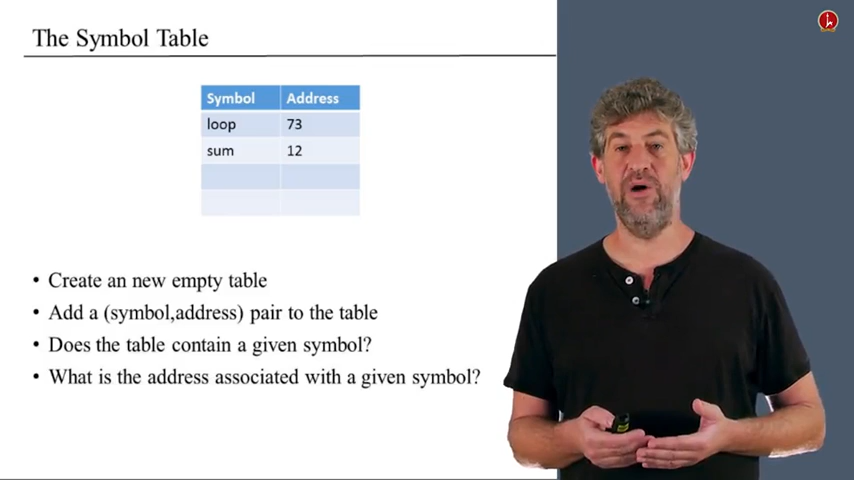 The Symbol Table
Symbol Address
loop 73
sum 12
• Create an new empty table
• Add a (symbol,address) pair to the table
• Does the table contain a given symbol?
• What is the address associated with a given symbol?